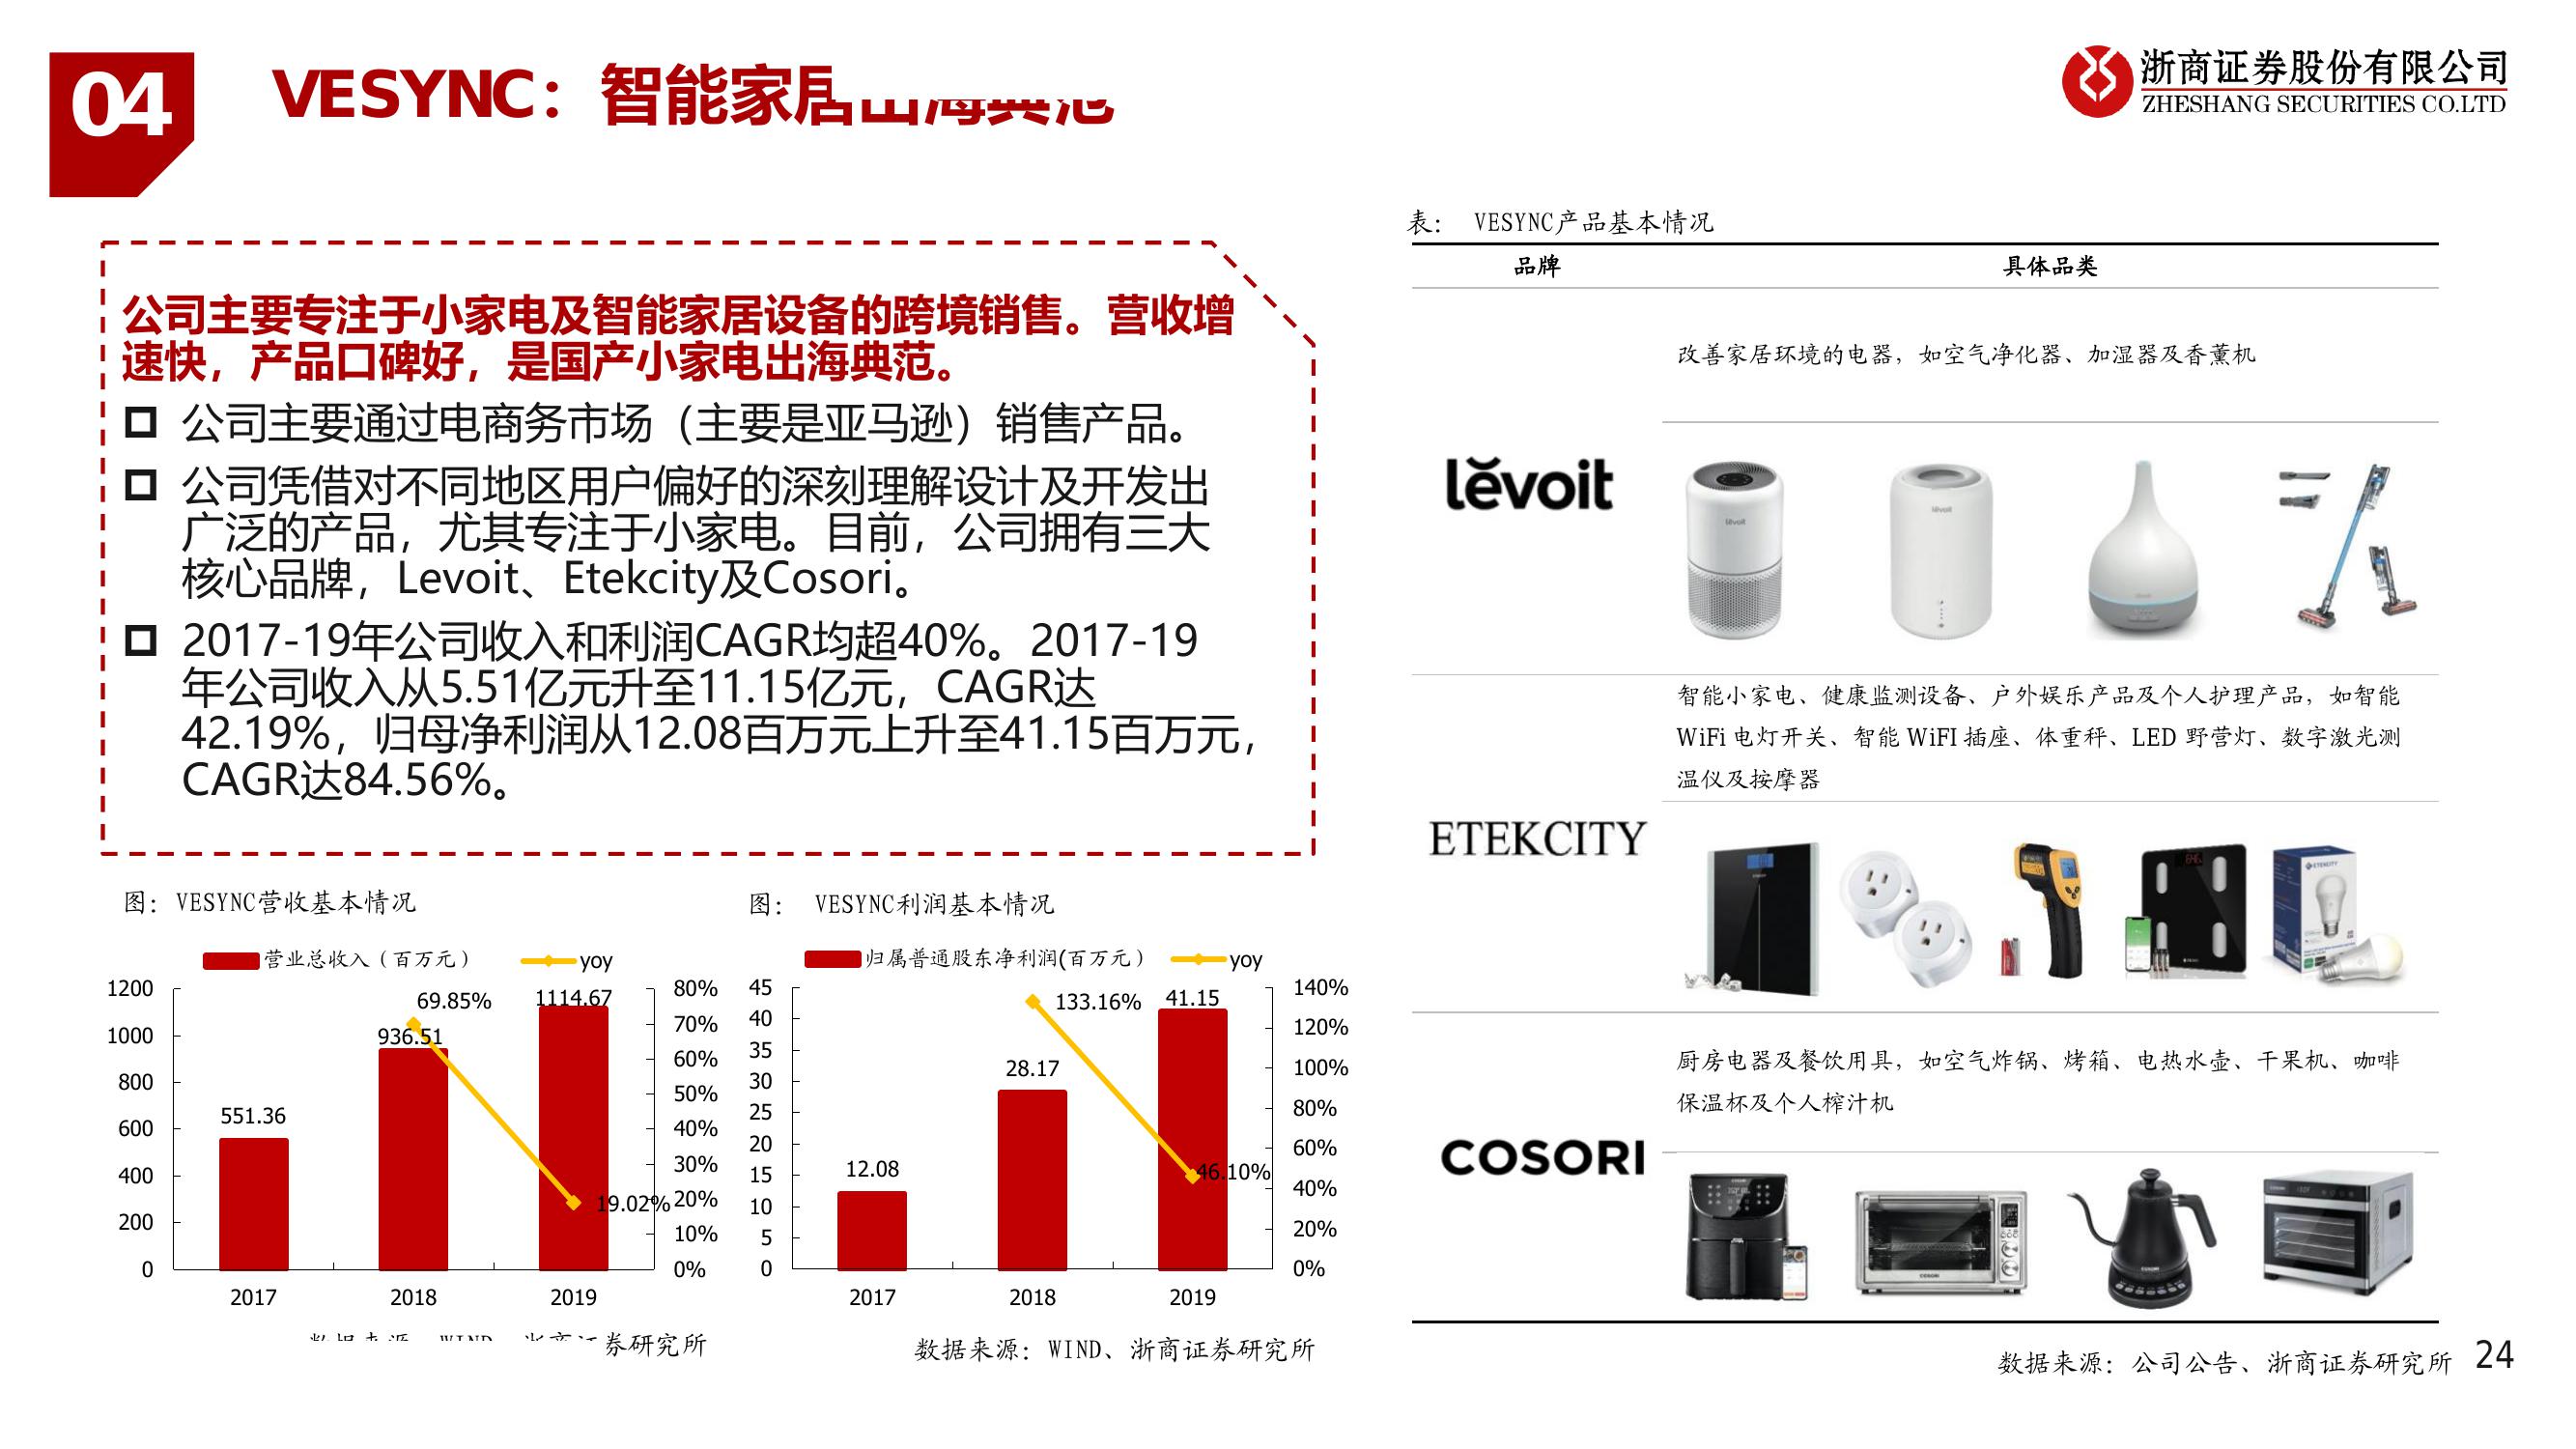 04
VESYNC：智能家居出海典范
浙商证券股份有限公司
ZHESHANG SECURITIES CO.LTD
公司主要专注于小家电及智能家居设备的跨境销售。营收增
速快，产品口碑好，是国产小家电出海典范。
公司主要通过电商务市场（主要是亚马逊）销售产品。
公司凭借对不同地区用户偏好的深刻理解设计及开发出
广泛的产品，尤其专注于小家电。目前，公司拥有三大
核心品牌，Levoit、Etekcity及Cosori。
2017-19年公司收入和利润CAGR均超40%。2017-19
年公司收入从5.51亿元升至11.15亿元，CAGR达
42.19%，归母净利润从12.08百万元上升至41.15百万元，
CAGR达84.56%。
图：VESYNC营收基本情况
营业总收入（百万元）
yoy
1200
1000
800
600
400
200
0
80%
70%
60%
50%
40%
30%
20%
10%
0%
551.36
936.51
1114.67
69.85%
19.02%
2017
2018
2019
数据来源：WIND、浙商证券研究所
图： VESYNC利润基本情况
归属普通股东净利润(百万元）
yoy
45
40
35
30
25
20
15
10
5
0
140%
120%
100%
80%
60%
40%
20%
0%
12.08
28.17
41.15
133.16%
46.10%
2017
2018
2019
数据来源：WIND、浙商证券研究所
表： VESYNC产品基本情况
品牌
具体品类
levoit
改善家居环境的电器，如空气净化器、加湿器及香薰机
ETEKCITY
智能小家电、健康监测设备、户外娱乐产品及个人护理产品，如智能
WiFi 电灯开关、智能 WiFI 插座、体重秤、LED 野营灯、数字激光测
温仪及按摩器
COSORI
厨房电器及餐饮用具，如空气炸锅、烤箱、电热水壶、干果机、咖啡
保温杯及个人榨汁机
数据来源：公司公告、浙商证券研究所
24